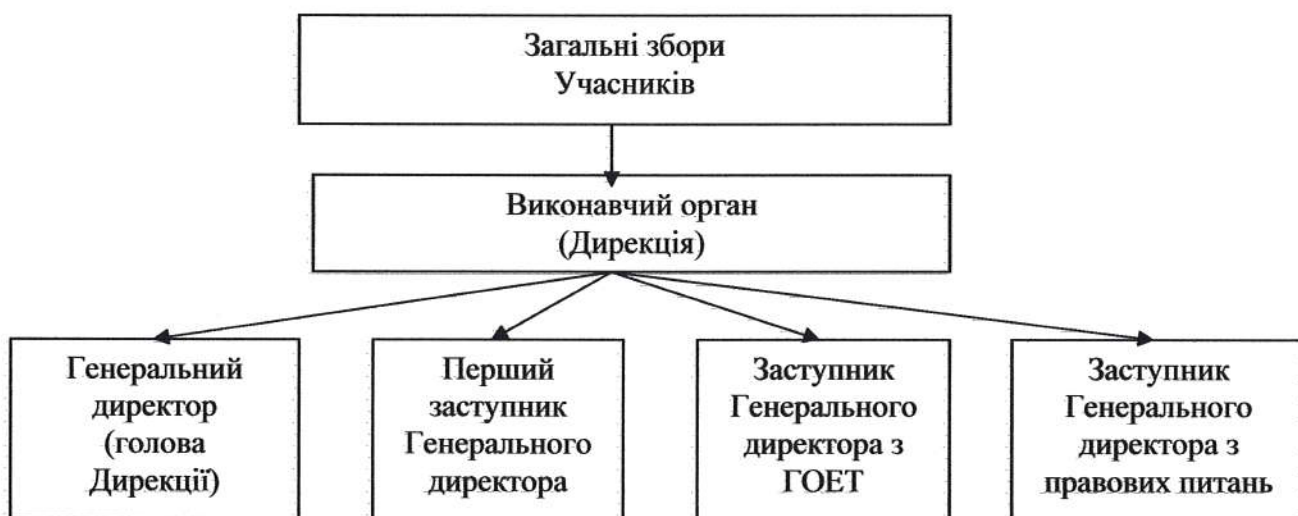 Загальні збори
Учасників
Виконавчий орган
(Дирекція)
Генеральний
директор
(голова
Дирекції)
Перший
заступник
Генерального
директора
Заступник
Генерального
директора з
ГОЕТ
Заступник
Генерального
директора з
правових питань